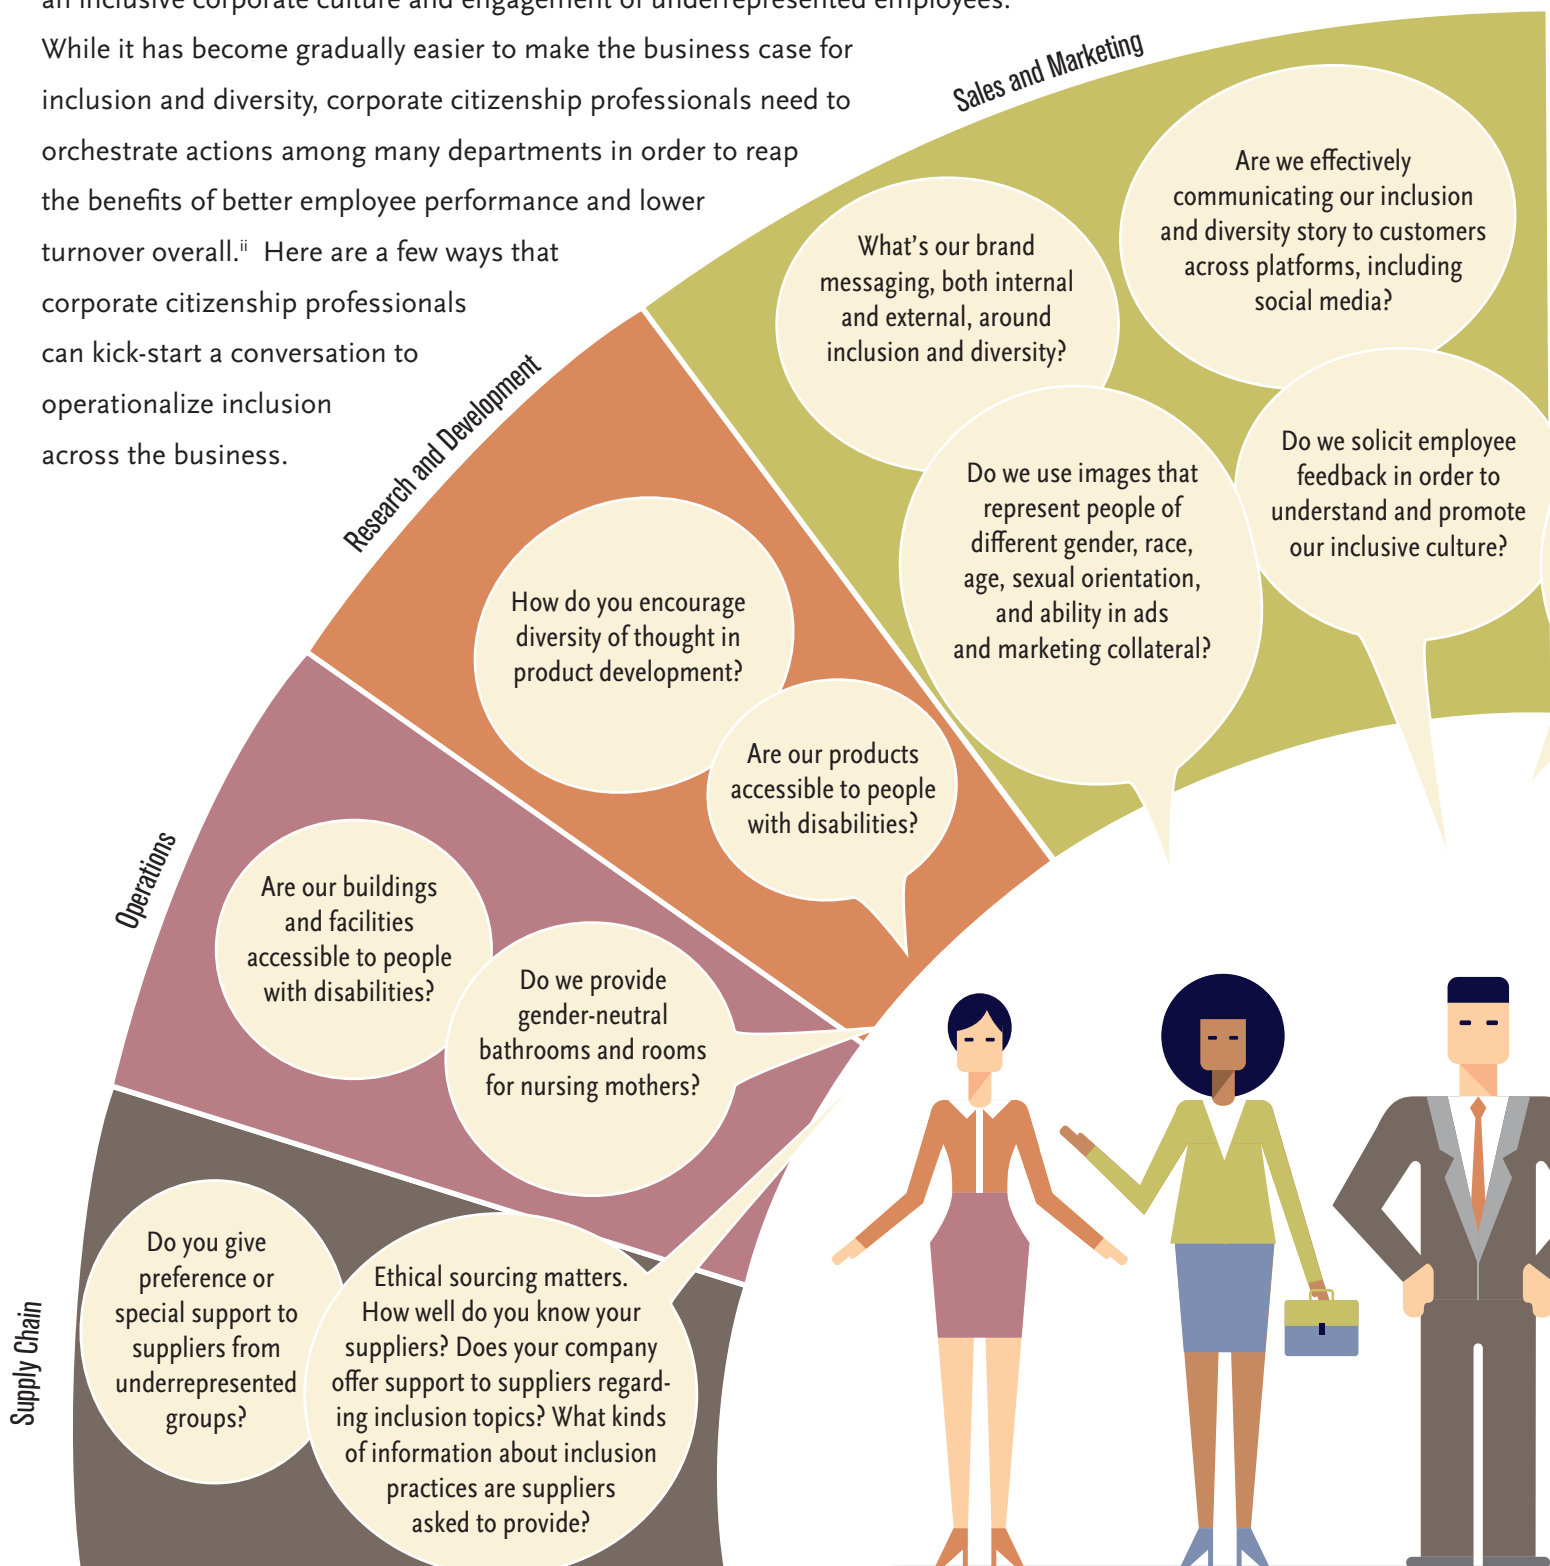 an inclusive corporate culture and engagement of underrepresented employees.
While it has become gradually easier to make the business case for
inclusion and diversity, corporate citizenship professionals need to
orchestrate actions among many departments in order to reap
the benefits of better employee performance and lower
turnover overall.ii Here are a few ways that
corporate citizenship professionals
can kick-start a conversation to
operationalize inclusion
across the business.
Sales and Marketing
Are we effectively
communicating our inclusion
and diversity story to customers
across platforms, including
social media?
What’s our brand
messaging, both internal
and external, around
inclusion and diversity?
Do we solicit employee
feedback in order to
understand and promote
our inclusive culture?
Do we use images that
represent people of
different gender, race,
age, sexual orientation,
and ability in ads
and marketing collateral?
Research and Development
How do you encourage
diversity of thought in
product development?
Are our products
accessible to people
with disabilities?
Operations
Are our buildings
and facilities
accessible to people
with disabilities?
Do we provide
gender-neutral
bathrooms and rooms
for nursing mothers?
Supply Chain
Do you give
preference or
special support to
suppliers from
underrepresented
groups?
Ethical sourcing matters.
How well do you know your
suppliers? Does your company
offer support to suppliers regard-
ing inclusion topics? What kinds
of information about inclusion
practices are suppliers
asked to provide?